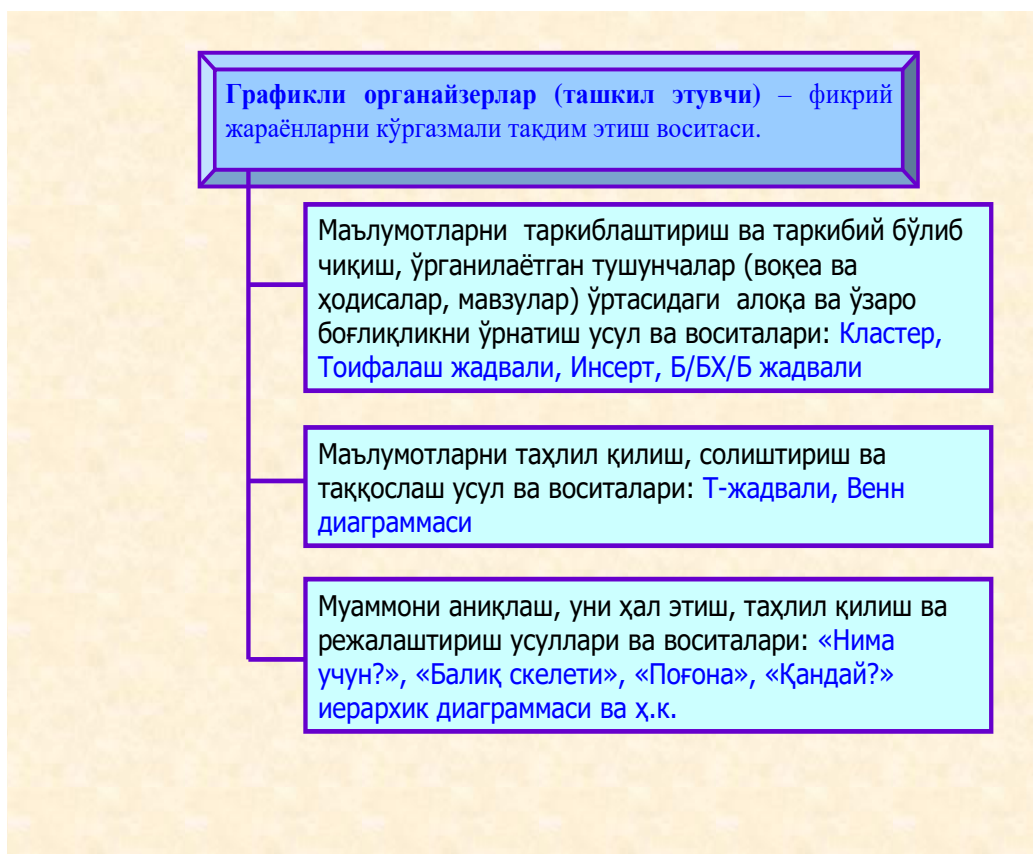 Графикли органайзерлар (ташкил этувчи) – фикрий
жараёнларни кўргазмали тақдим этиш воситаси.
Маълумотларни таркиблаштириш ва таркибий бўлиб
чиқиш, ўрганилаётган тушунчалар (воқеа ва
ҳодисалар, мавзулар) ўртасидаги алоқа ва ўзаро
боғлиқликни ўрнатиш усул ва воситалари: Кластер,
Тоифалаш жадвали, Инсерт, Б/БХ/Б жадвали
Маълумотларни таҳлил қилиш, солиштириш ва
таққослаш усул ва воситалари: Т-жадвали, Венн
диаграммаси
Муаммони аниқлаш, уни ҳал этиш, таҳлил қилиш ва
режалаштириш усуллари ва воситалари: «Нима
учун?», «Балиқ скелети», «Поғона», «Қандай?»
иерархик диаграммаси ва ҳ.к.